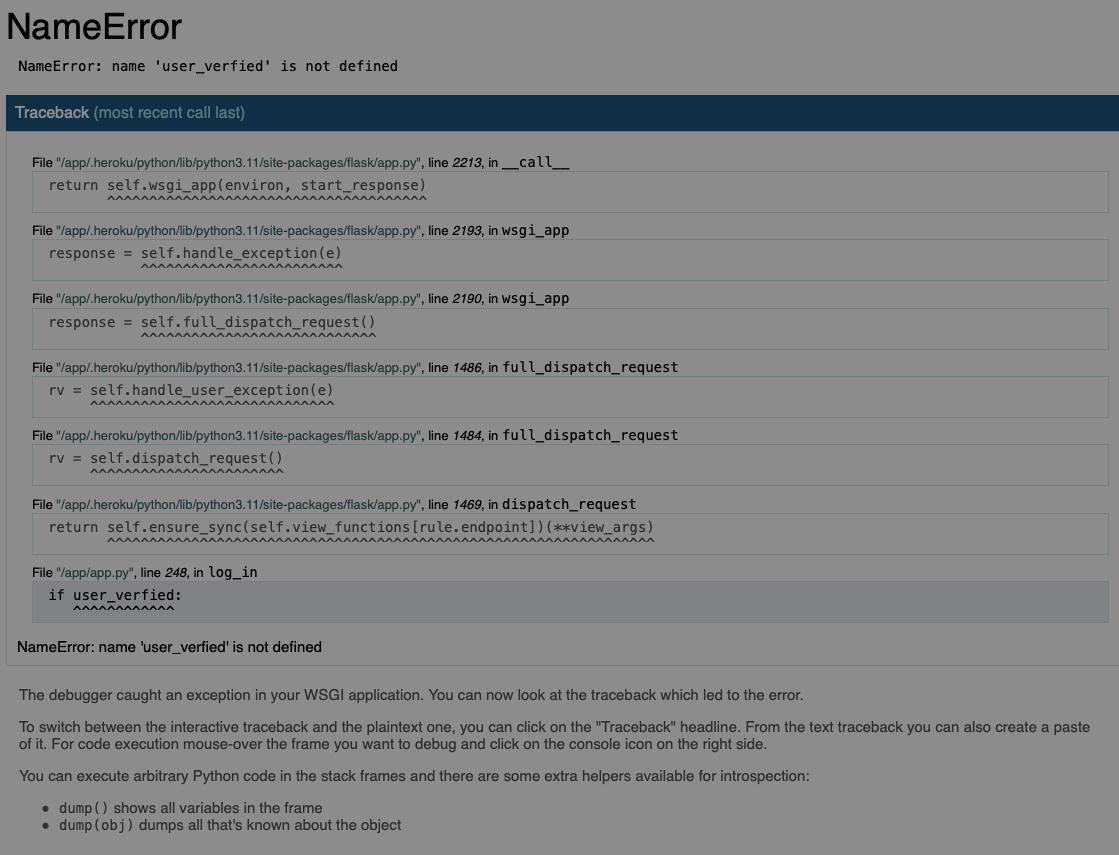 NameError
NameError: name 'user_verfied' is not defined
Traceback (most recent call last)
File "/app/.heroku/python/lib/python3.11/site-packages/flask/app.py", line 2213, in __call__
return self.wsgi_app(environ, start_response)
^^^^^^^^^^^^^^^^^^^^^^^^^^^^^^^^^^^^^^
File "/app/.heroku/python/lib/python3.11/site-packages/flask/app.py", line 2193, in wsgi_app
response = self.handle_exception(e)
^^^^^^^^^^^^^^^^^^^^^^^^
File "/app/.heroku/python/lib/python3.11/site-packages/flask/app.py", line 2190, in wsgi_app
response = self.full_dispatch_request()
^^^^^^^^^^^^^^^^^^^^^^^^^^^^
File "/app/.heroku/python/lib/python3.11/site-packages/flask/app.py", line 1486, in full_dispatch_request
rv = self.handle_user_exception(e)
^^^^^^^^^^^^^^^^^^^^^^^^^^^^^
File "/app/.heroku/python/lib/python3.11/site-packages/flask/app.py", line 1484, in full_dispatch_request
rv = self.dispatch_request()
^^^^^^^^^^^^^^^^^^^^^^^
File "/app/.heroku/python/lib/python3.11/site-packages/flask/app.py", line 1469, in dispatch_request
return self.ensure_sync(self.view_functions[rule.endpoint])(**view_args)
^^^^^^^^^^^^^^^^^^^^^^^^^^^^^^^^^^^^^^^^^^^^^^^^^^^^^^^^^^^^^^^^^
File "/app/app.py", line 248, in log_in
if user_verfied:
^^^^^^^^^^^^
NameError: name 'user_verfied' is not defined
The debugger caught an exception in your WSGI application. You can now look at the traceback which led to the error.
To switch between the interactive traceback and the plaintext one, you can click on the "Traceback" headline. From the text traceback you can also create a paste
of it. For code execution mouse-over the frame you want to debug and click on the console icon on the right side.
You can execute arbitrary Python code in the stack frames and there are some extra helpers available for introspection:
• dump() shows all variables in the frame
• dump(obj) dumps all that's known about the object